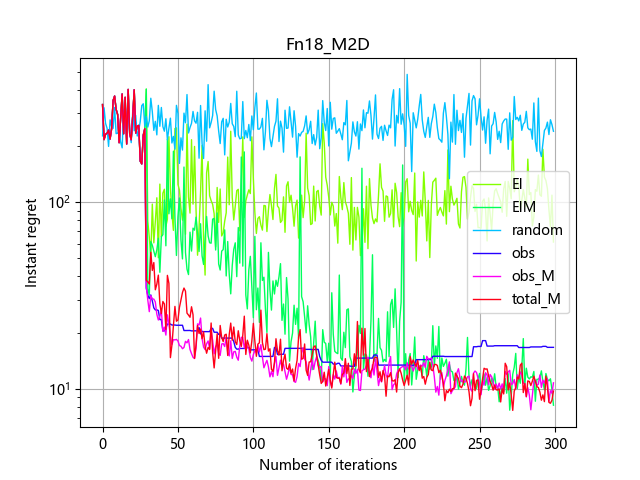 Fn18_M2D
Instant regret
10²
10¹
0 50 100 150 200 250 300
Number of iterations
EI
EIM
random
obs
obs_M
total_M